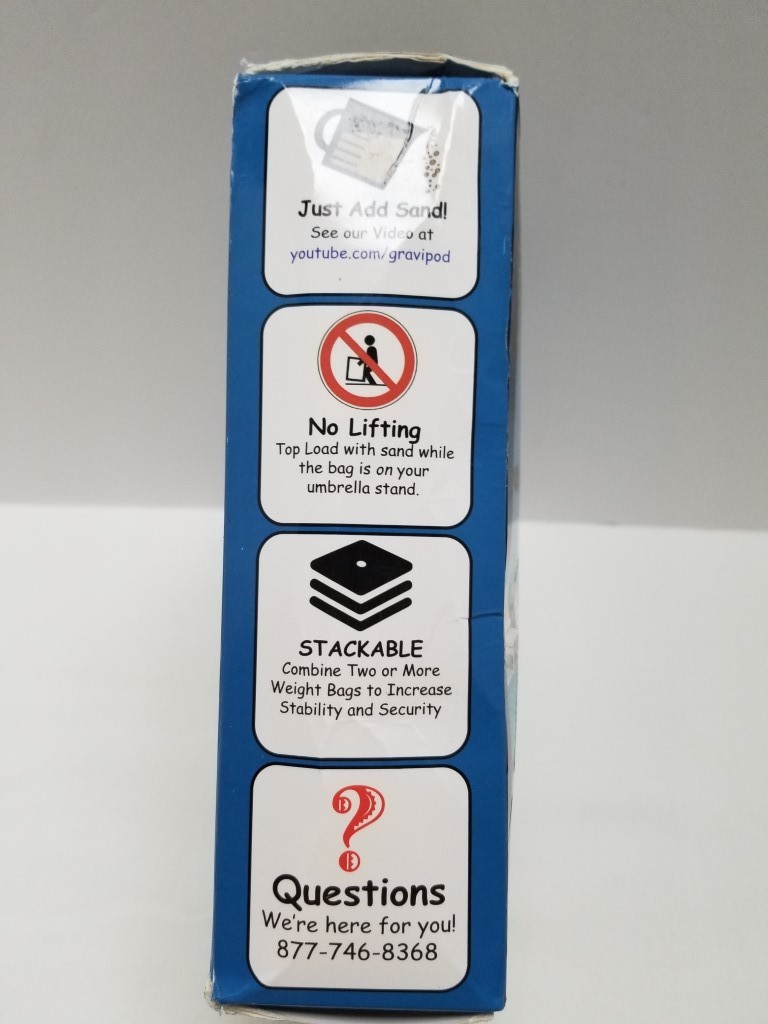 Just Add Sand!
See our Video at
youtube.com/gravipod
No Lifting
Top Load with sand while
the bag is on your
umbrella stand.
STACKABLE
Combine Two or More
Weight Bags to Increase
Stability and Security
?
Questions
We're here for you!
877-746-8368